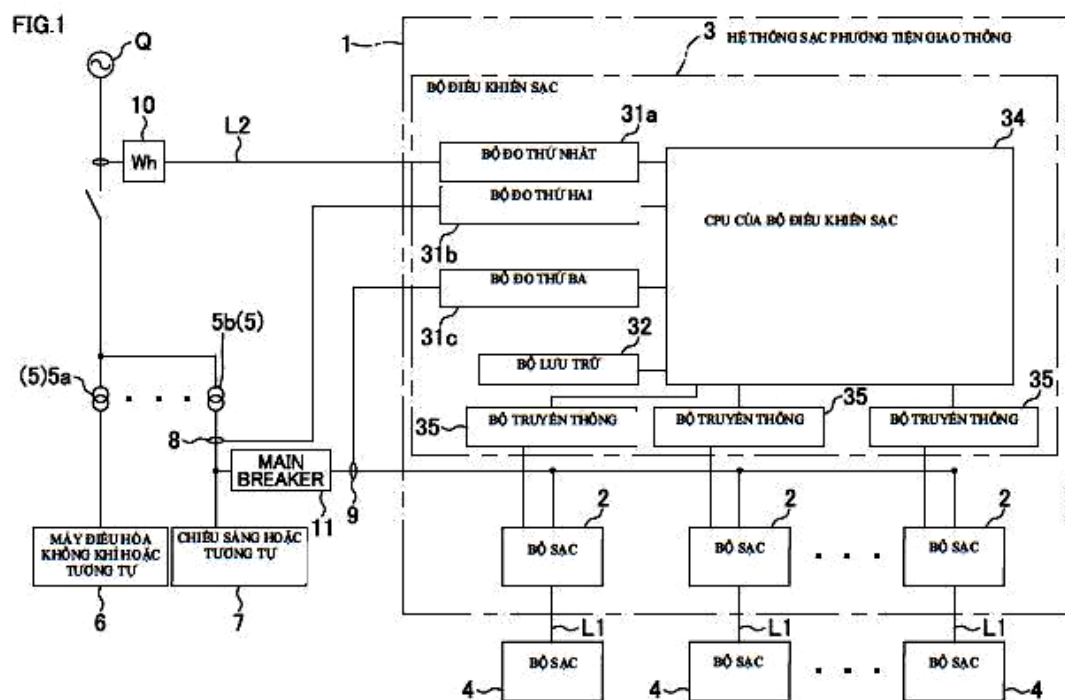 FIG.1
Q
1
3
HỆ THỐNG SẠC PHƯƠNG TIỆN GIAO THÔNG
BỘ ĐIỀU KHIỂN SẠC
10
Wh
L2
31a
34
BỘ ĐO THỨ NHẤT
BỘ ĐO THỨ HAI
31b
CPU CỦA BỘ ĐIỀU KHIỂN SẠC
BỘ ĐO THỨ BA
31c
5b(5)
32
(5)5a
BỘ LƯU TRỮ
35
35
35
BỘ TRUYỀN THÔNG
BỘ TRUYỀN THÔNG
BỘ TRUYỀN THÔNG
8
MAIN
BREAKER
11
9
2
2
2
MÁY ĐIỀU HÒA
KHÔNG KHÍ HOẶC
TƯƠNG TỰ
CHIẾU SÁNG HOẶC
TƯƠNG TỰ
BỘ SẠC
BỘ SẠC
BỘ SẠC
6
7
L1
L1
L1
BỘ SẠC
BỘ SẠC
BỘ SẠC
4
4
4